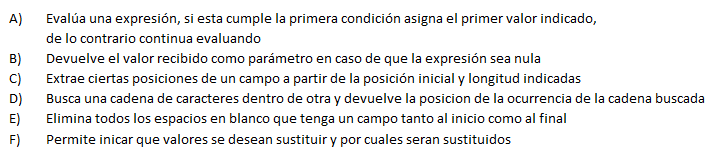 A) Evalúa una expresión, si esta cumple la primera condición asigna el primer valor indicado,
de lo contrario continua evaluando
B) Devuelve el valor recibido como parámetro en caso de que la expresión sea nula
C) Extrae ciertas posiciones de un campo a partir de la posición inicial y longitud indicadas
D) Busca una cadena de caracteres dentro de otra y devuelve la posicion de la ocurrencia de la cadena buscada
E) Elimina todos los espacios en blanco que tenga un campo tanto al inicio como al final
F) Permite inicar que valores se desean sustituir y por cuales seran sustituidos